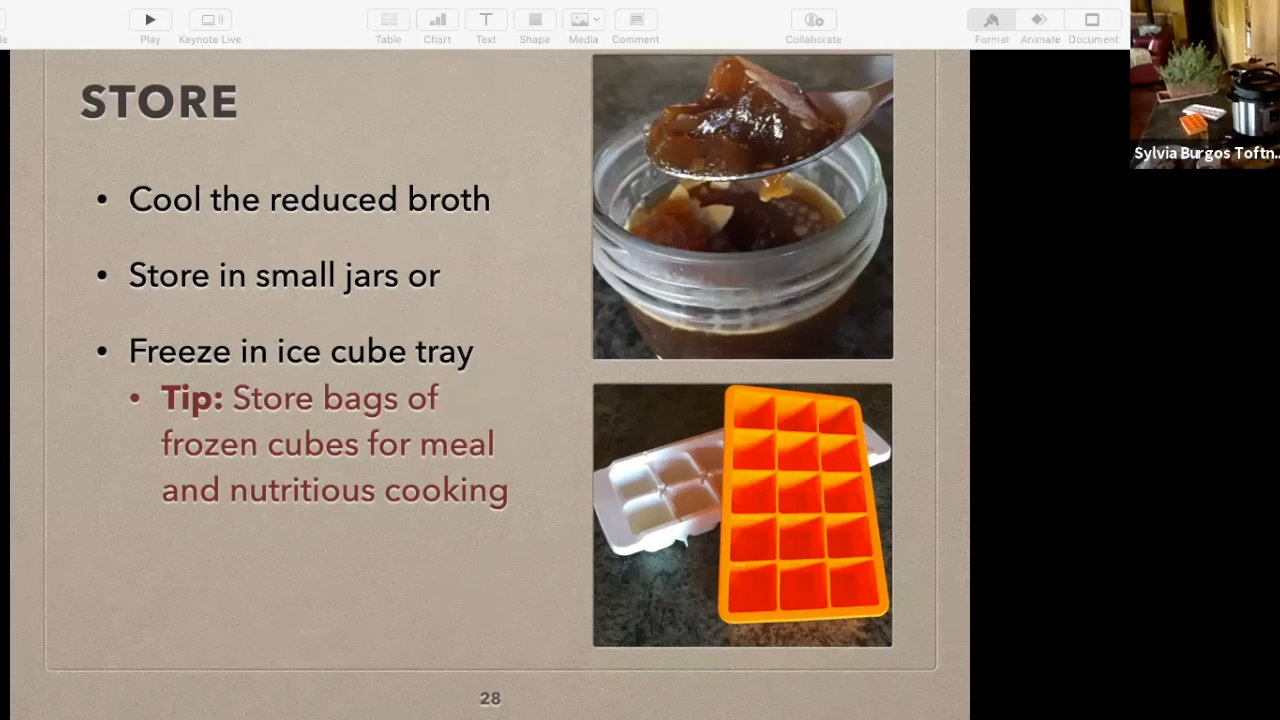 Play
Keynote Live
Table
Chart
Text
Shape
Media
Comment
Collaborate
Format
Animate
Document
Sylvia Burgos Toftn...
STORE
• Cool the reduced broth
• Store in small jars or
• Freeze in ice cube tray
• Tip: Store bags of
frozen cubes for meal
and nutritious cooking
28